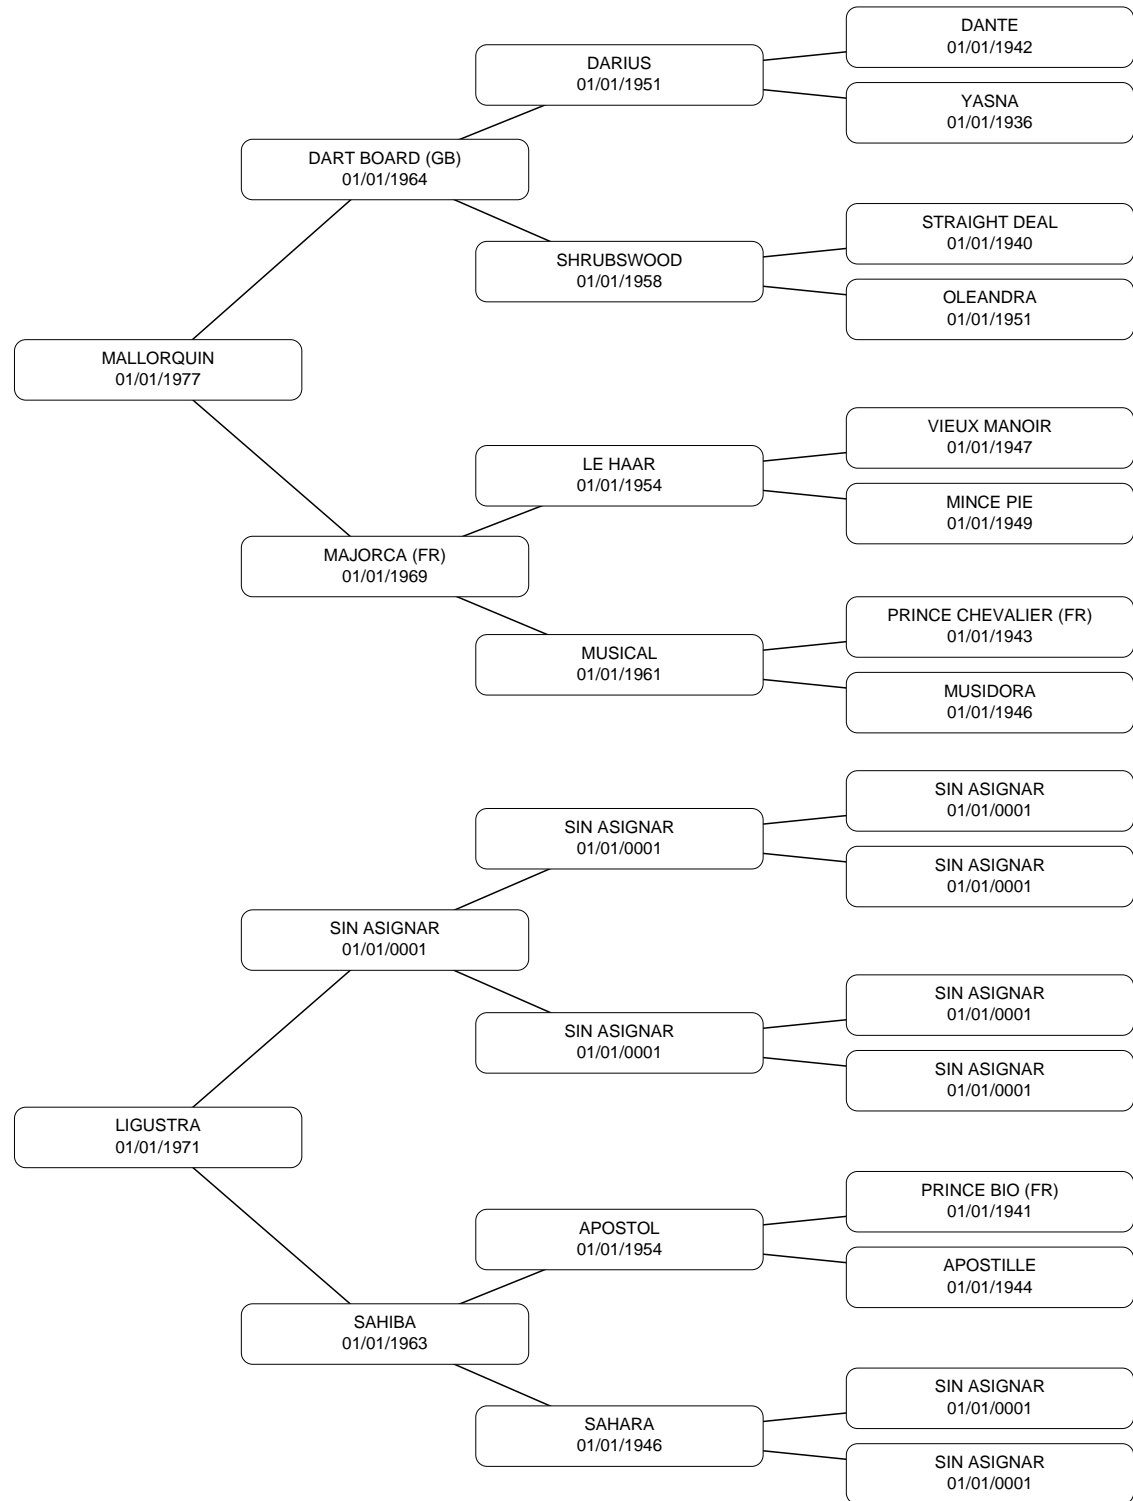 DANTE
01/01/1942
DARIUS
01/01/1951
YASNA
01/01/1936
DART BOARD (GB)
01/01/1964
STRAIGHT DEAL
01/01/1940
SHRUBSWOOD
01/01/1958
OLEANDRA
01/01/1951
MALLORQUIN
01/01/1977
VIEUX MANOIR
01/01/1947
LE HAAR
01/01/1954
MINCE PIE
01/01/1949
MAJORCA (FR)
01/01/1969
PRINCE CHEVALIER (FR)
01/01/1943
MUSICAL
01/01/1961
MUSIDORA
01/01/1946
SIN ASIGNAR
01/01/0001
SIN ASIGNAR
01/01/0001
SIN ASIGNAR
01/01/0001
SIN ASIGNAR
01/01/0001
SIN ASIGNAR
01/01/0001
SIN ASIGNAR
01/01/0001
SIN ASIGNAR
01/01/0001
LIGUSTRA
01/01/1971
PRINCE BIO (FR)
01/01/1941
APOSTOL
01/01/1954
APOSTILLE
01/01/1944
SAHIBA
01/01/1963
SIN ASIGNAR
01/01/0001
SAHARA
01/01/1946
SIN ASIGNAR
01/01/0001